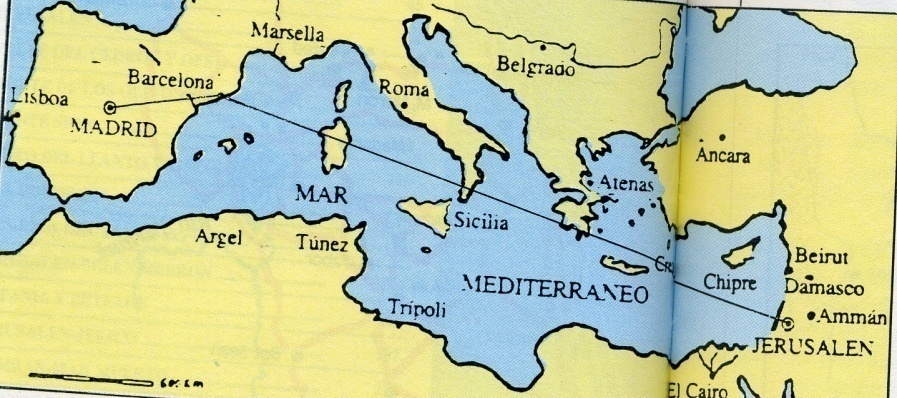 Marsella
Belgrado
Barcelona
Roma
Lisboa
MADRID
Ancara
Atenas
MAR
Sicilia
Argel
Túnez
Beirut
MEDITERRANEO
Chipre
Damasco
Trípoli
Ammán
JERUSALEN
El Cairo